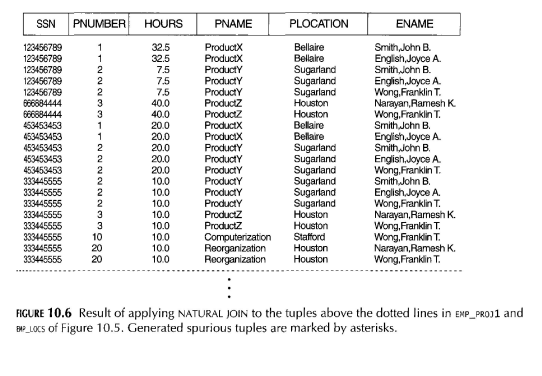 SSN PNUMBER HOURS PNAME PLOCATION ENAME
123456789 1 32.5 ProductX Bellaire Smith,John B.
123456789 1 32.5 ProductX Bellaire English,Joyce A.
123456789 2 7.5 ProductY Sugarland Smith,John B.
123456789 2 7.5 ProductY Sugarland English,Joyce A.
123456789 2 7.5 ProductY Sugarland Wong,Franklin T.
666884444 3 40.0 ProductZ Houston Narayan,Ramesh K.
666884444 3 40.0 ProductZ Houston Wong,Franklin T.
453453453 1 20.0 ProductX Bellaire Smith,John B.
453453453 1 20.0 ProductX Bellaire English,Joyce A.
453453453 2 20.0 ProductY Sugarland Smith,John B.
453453453 2 20.0 ProductY Sugarland English,Joyce A.
453453453 2 20.0 ProductY Sugarland Wong,Franklin T.
333445555 2 10.0 ProductY Sugarland Smith,John B.
333445555 2 10.0 ProductY Sugarland English,Joyce A.
333445555 2 10.0 ProductY Sugarland Wong,Franklin T.
333445555 3 10.0 ProductZ Houston Narayan,Ramesh K.
333445555 3 10.0 ProductZ Houston Wong,Franklin T.
333445555 10 10.0 Computerization Stafford Wong,Franklin T.
333445555 20 10.0 Reorganization Houston Narayan,Ramesh K.
333445555 20 10.0 Reorganization Houston Wong,Franklin T.
FIGURE 10.6 Result of applying NATURAL JOIN to the tuples above the dotted lines in EMP_PROJ1 and
EMP_LOCS of Figure 10.5. Generated spurious tuples are marked by asterisks.